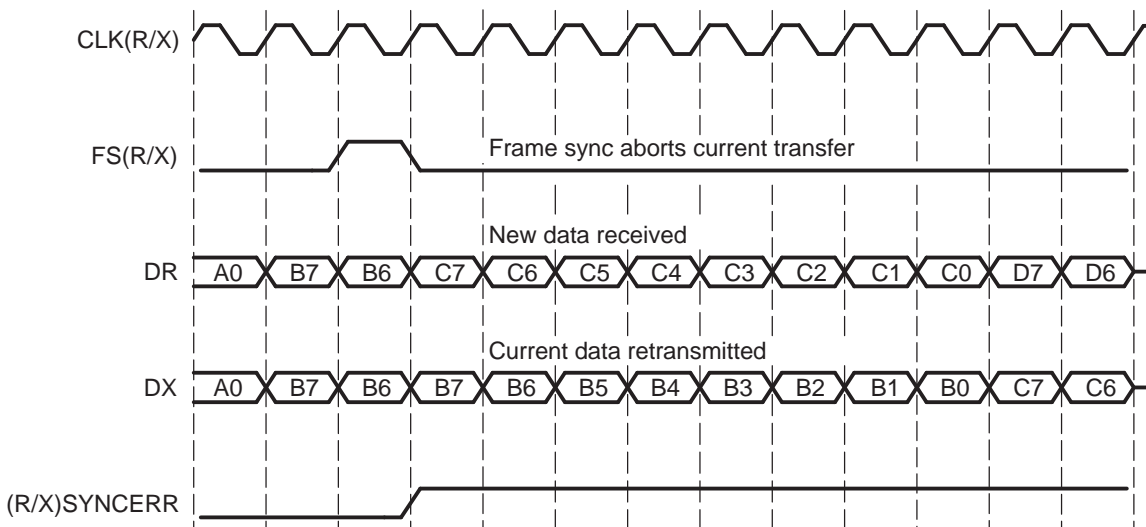 CLK(R/X)
FS(R/X)
Frame sync aborts current transfer
New data received
DR A0 B7 B6 C7 C6 C5 C4 C3 C2 C1 C0 D7 D6
Current data retransmitted
DX A0 B7 B6 B7 B6 B5 B4 B3 B2 B1 B0 C7 C6
(R/X)SYNCERR